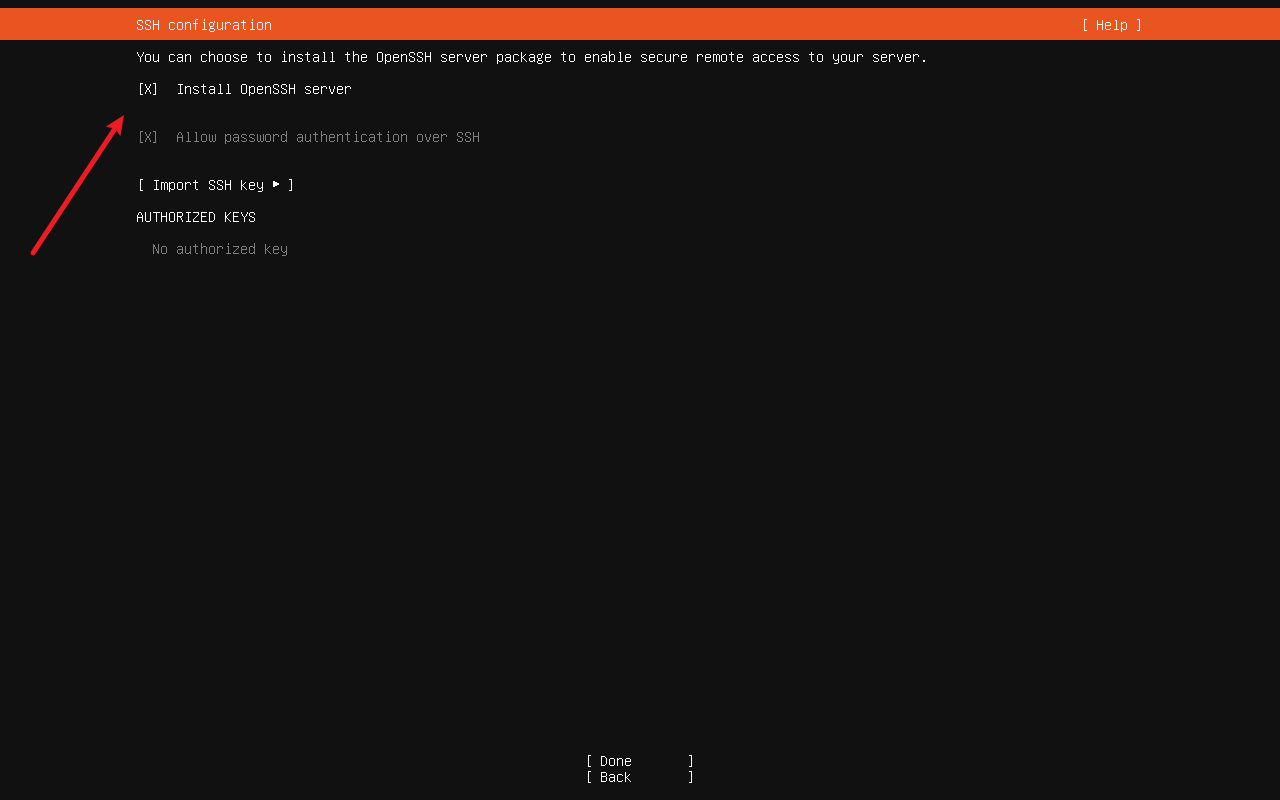 SSH configuration [ Help ]
You can choose to install the OpenSSH server package to enable secure remote access to your server.
[X] Install OpenSSH server
[X] Allow password authentication over SSH
[ Import SSH key ▸ ]
AUTHORIZED KEYS
No authorized key
[ Done ]
[ Back ]